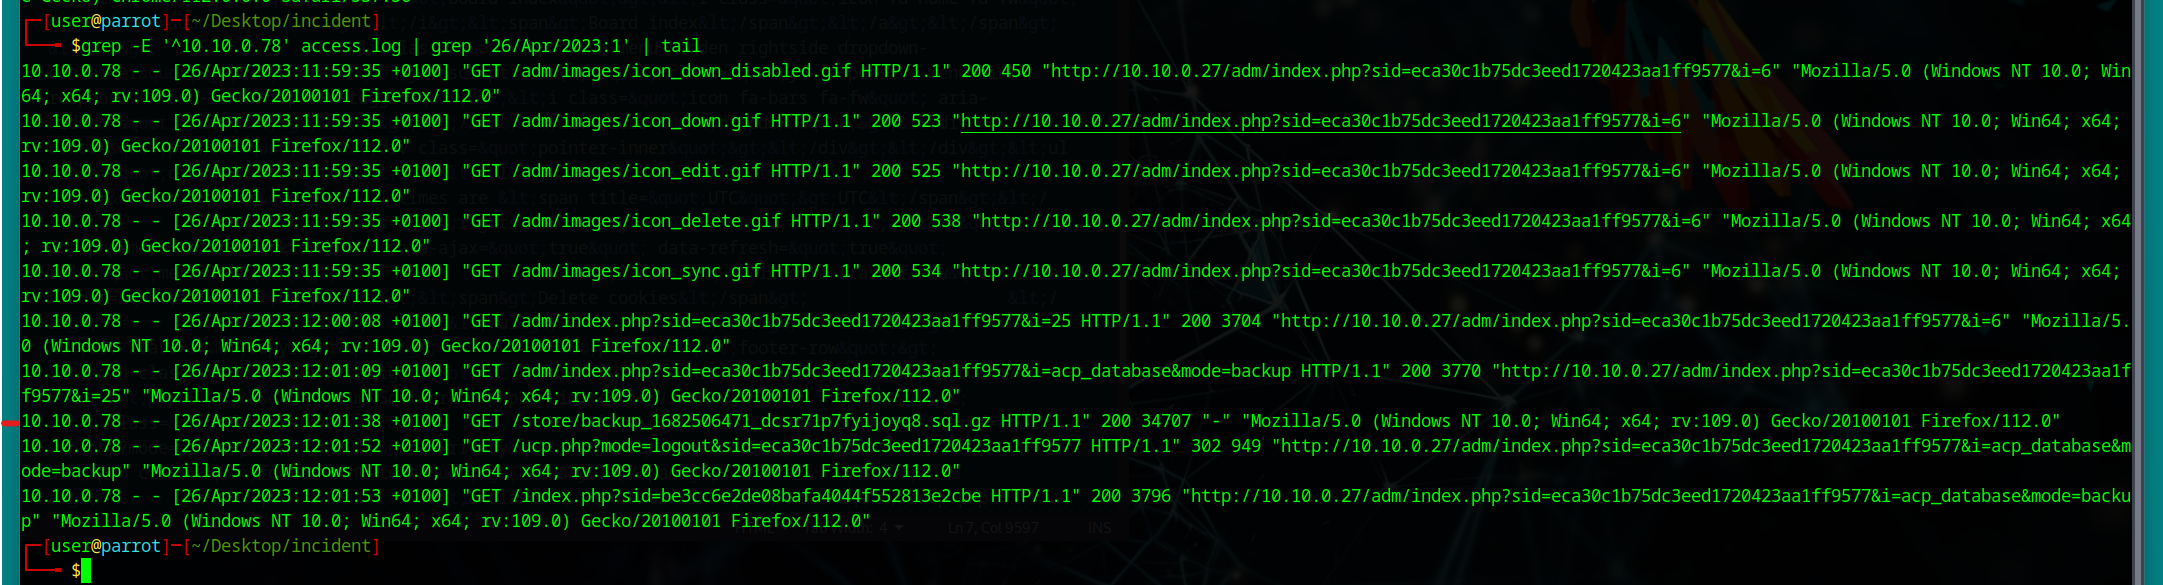 ┌─[user@parrot]─[~/Desktop/incident]
└──╼ $grep -E '^10.10.0.78' access.log | grep '26/Apr/2023:1' | tail
10.10.0.78 - - [26/Apr/2023:11:59:35 +0100] "GET /adm/images/icon_down_disabled.gif HTTP/1.1" 200 450 "http://10.10.0.27/adm/index.php?sid=eca30c1b75dc3eed1720423aa1ff9577&i=6" "Mozilla/5.0 (Windows NT 10.0; Win
64; x64; rv:109.0) Gecko/20100101 Firefox/112.0"
10.10.0.78 - - [26/Apr/2023:11:59:35 +0100] "GET /adm/images/icon_down.gif HTTP/1.1" 200 523 "http://10.10.0.27/adm/index.php?sid=eca30c1b75dc3eed1720423aa1ff9577&i=6" "Mozilla/5.0 (Windows NT 10.0; Win64; x64;
rv:109.0) Gecko/20100101 Firefox/112.0"
10.10.0.78 - - [26/Apr/2023:11:59:35 +0100] "GET /adm/images/icon_edit.gif HTTP/1.1" 200 525 "http://10.10.0.27/adm/index.php?sid=eca30c1b75dc3eed1720423aa1ff9577&i=6" "Mozilla/5.0 (Windows NT 10.0; Win64; x64;
rv:109.0) Gecko/20100101 Firefox/112.0"
10.10.0.78 - - [26/Apr/2023:11:59:35 +0100] "GET /adm/images/icon_delete.gif HTTP/1.1" 200 538 "http://10.10.0.27/adm/index.php?sid=eca30c1b75dc3eed1720423aa1ff9577&i=6" "Mozilla/5.0 (Windows NT 10.0; Win64; x64
; rv:109.0) Gecko/20100101 Firefox/112.0"
10.10.0.78 - - [26/Apr/2023:11:59:35 +0100] "GET /adm/images/icon_sync.gif HTTP/1.1" 200 534 "http://10.10.0.27/adm/index.php?sid=eca30c1b75dc3eed1720423aa1ff9577&i=6" "Mozilla/5.0 (Windows NT 10.0; Win64; x64;
rv:109.0) Gecko/20100101 Firefox/112.0"
10.10.0.78 - - [26/Apr/2023:12:00:08 +0100] "GET /adm/index.php?sid=eca30c1b75dc3eed1720423aa1ff9577&i=25 HTTP/1.1" 200 3704 "http://10.10.0.27/adm/index.php?sid=eca30c1b75dc3eed1720423aa1ff9577&i=6" "Mozilla/5.
0 (Windows NT 10.0; Win64; x64; rv:109.0) Gecko/20100101 Firefox/112.0"
10.10.0.78 - - [26/Apr/2023:12:01:09 +0100] "GET /adm/index.php?sid=eca30c1b75dc3eed1720423aa1ff9577&i=acp_database&mode=backup HTTP/1.1" 200 3770 "http://10.10.0.27/adm/index.php?sid=eca30c1b75dc3eed1720423aa1f
f9577&i=25" "Mozilla/5.0 (Windows NT 10.0; Win64; x64; rv:109.0) Gecko/20100101 Firefox/112.0"
10.10.0.78 - - [26/Apr/2023:12:01:38 +0100] "GET /store/backup_1682506471_dcsr71p7fyijoyq8.sql.gz HTTP/1.1" 200 34707 "-" "Mozilla/5.0 (Windows NT 10.0; Win64; x64; rv:109.0) Gecko/20100101 Firefox/112.0"
10.10.0.78 - - [26/Apr/2023:12:01:52 +0100] "GET /ucp.php?mode=logout&sid=eca30c1b75dc3eed1720423aa1ff9577 HTTP/1.1" 302 949 "http://10.10.0.27/adm/index.php?sid=eca30c1b75dc3eed1720423aa1ff9577&i=acp_database&m
ode=backup" "Mozilla/5.0 (Windows NT 10.0; Win64; x64; rv:109.0) Gecko/20100101 Firefox/112.0"
10.10.0.78 - - [26/Apr/2023:12:01:53 +0100] "GET /index.php?sid=be3cc6e2de08bafa4044f552813e2cbe HTTP/1.1" 200 3796 "http://10.10.0.27/adm/index.php?sid=eca30c1b75dc3eed1720423aa1ff9577&i=acp_database&mode=backu
p" "Mozilla/5.0 (Windows NT 10.0; Win64; x64; rv:109.0) Gecko/20100101 Firefox/112.0"
┌─[user@parrot]─[~/Desktop/incident]
└──╼ $